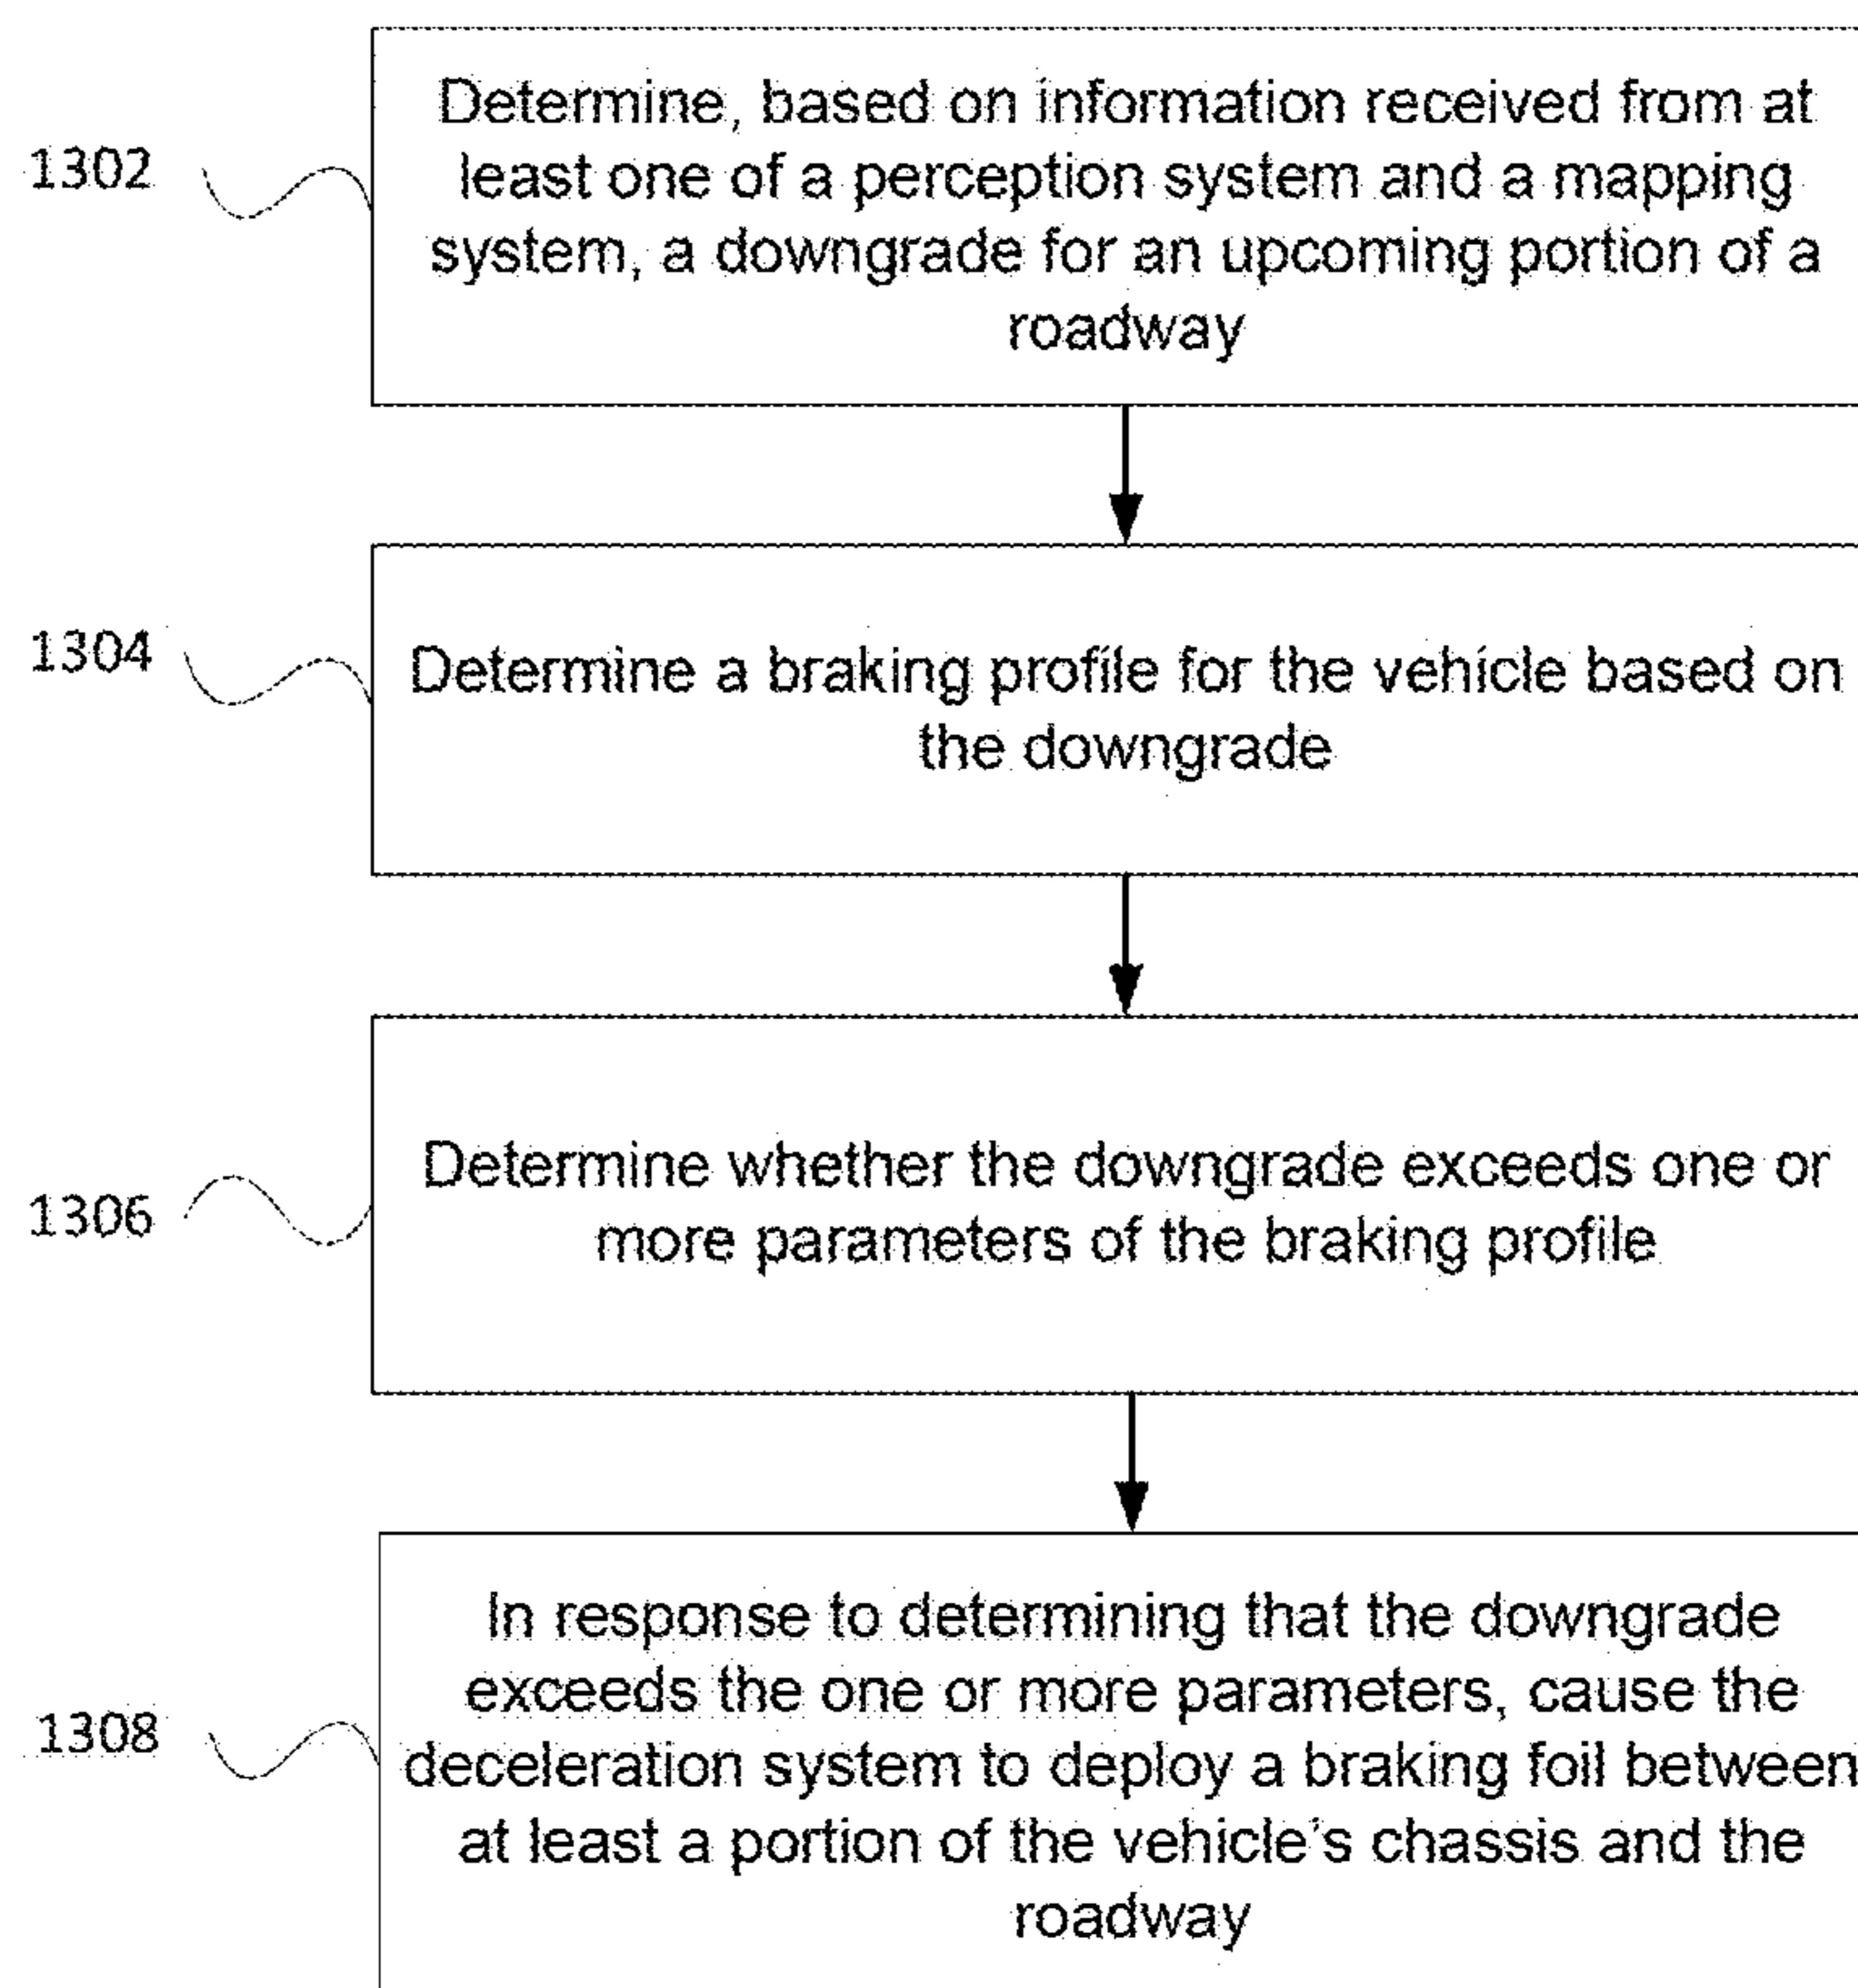 Determine, based on information received from at
1302
least one of a perception system and a mapping
system, a downgrade for an upcoming portion of a
roadway
1304
Determine a braking profile for the vehicle based on
the downgrade
Determine whether the downgrade exceeds one or
1306
more parameters of the braking profile
In response to determining that the downgrade
exceeds the one or more parameters, cause the
1308
deceleration system to deploy a braking foil between
at least a portion of the vehicle's chassis and the
roadway